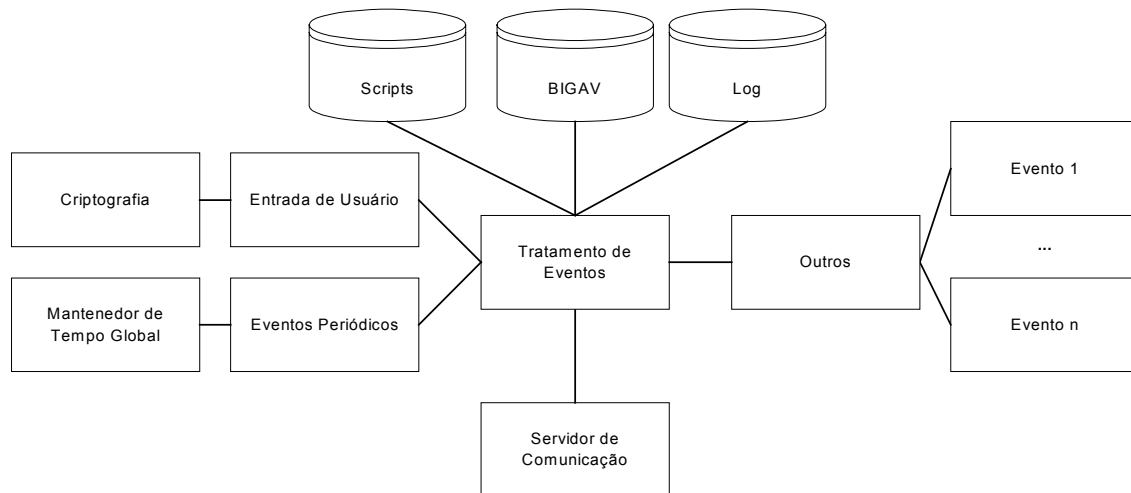 Scripts
BIGAV
Log
Criptografia
Entrada de Usuário
Evento 1
Tratamento de
Eventos
Outros
...
Mantenedor de
Tempo Global
Eventos Periódicos
Evento n
Servidor de
Comunicação